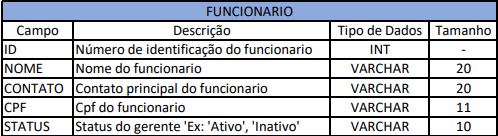 FUNCIONARIO
Campo Descrição Tipo de Dados Tamanho
ID Número de identificação do funcionario INT -
NOME Nome do funcionario VARCHAR 20
CONTATO Contato principal do funcionario VARCHAR 20
CPF Cpf do funcionario VARCHAR 11
STATUS Status do gerente 'Ex: 'Ativo', 'Inativo' VARCHAR 10